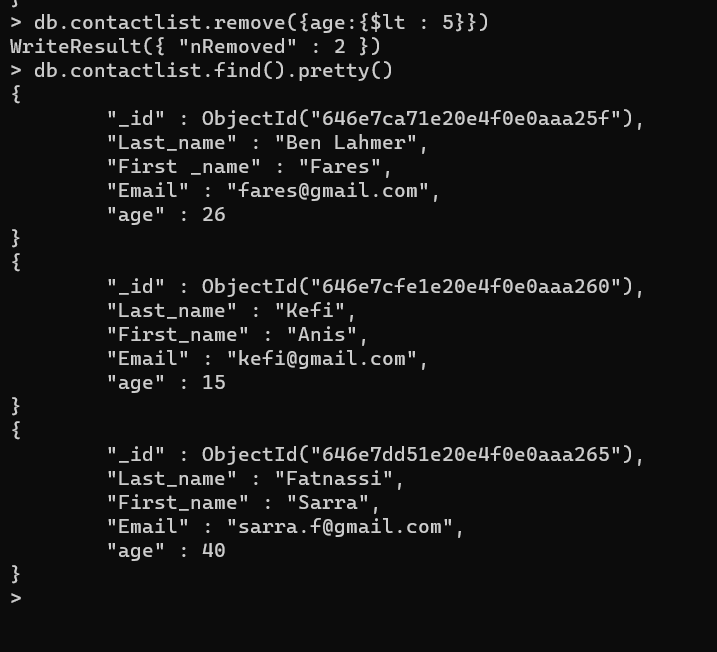 }
> db.contactlist.remove({age:{$lt : 5}})
WriteResult({ "nRemoved" : 2 })
> db.contactlist.find().pretty()
{
        "_id" : ObjectId("646e7ca71e20e4f0e0aaa25f"),
        "Last_name" : "Ben Lahmer",
        "First _name" : "Fares",
        "Email" : "fares@gmail.com",
        "age" : 26
}
{
        "_id" : ObjectId("646e7cfe1e20e4f0e0aaa260"),
        "Last_name" : "Kefi",
        "First_name" : "Anis",
        "Email" : "kefi@gmail.com",
        "age" : 15
}
{
        "_id" : ObjectId("646e7dd51e20e4f0e0aaa265"),
        "Last_name" : "Fatnassi",
        "First_name" : "Sarra",
        "Email" : "sarra.f@gmail.com",
        "age" : 40
}
>